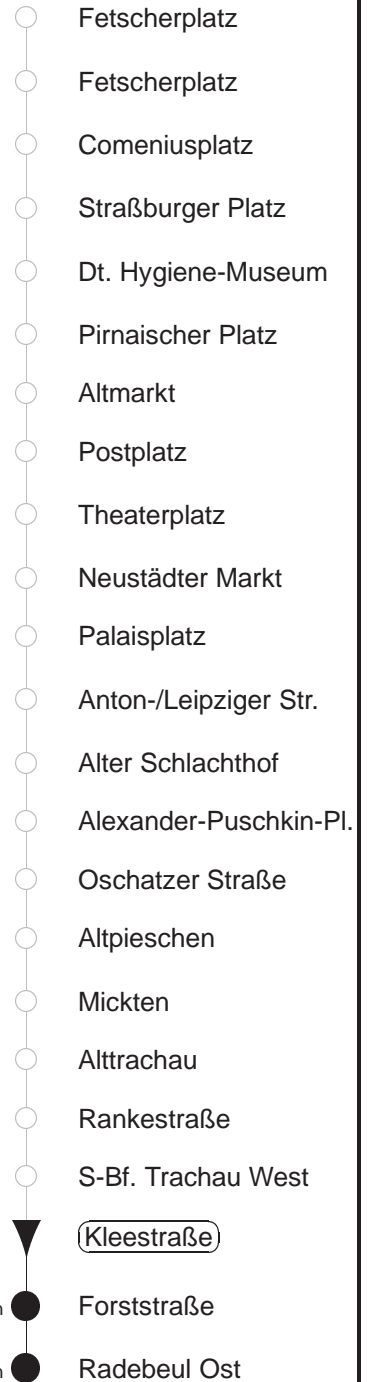 Fetscherplatz
Fetscherplatz
Comeniusplatz
Straßburger Platz
Dt. Hygiene-Museum
Pirnaischer Platz
Altmarkt
Postplatz
Theaterplatz
Neustädter Markt
Palaisplatz
Anton-/Leipziger Str.
Alter Schlachthof
Alexander-Puschkin-Pl.
Oschatzer Straße
Altpieschen
Mickten
Alttrachau
Rankestraße
S-Bf. Trachau West
Kleestraße
Forststraße
Radebeul Ost